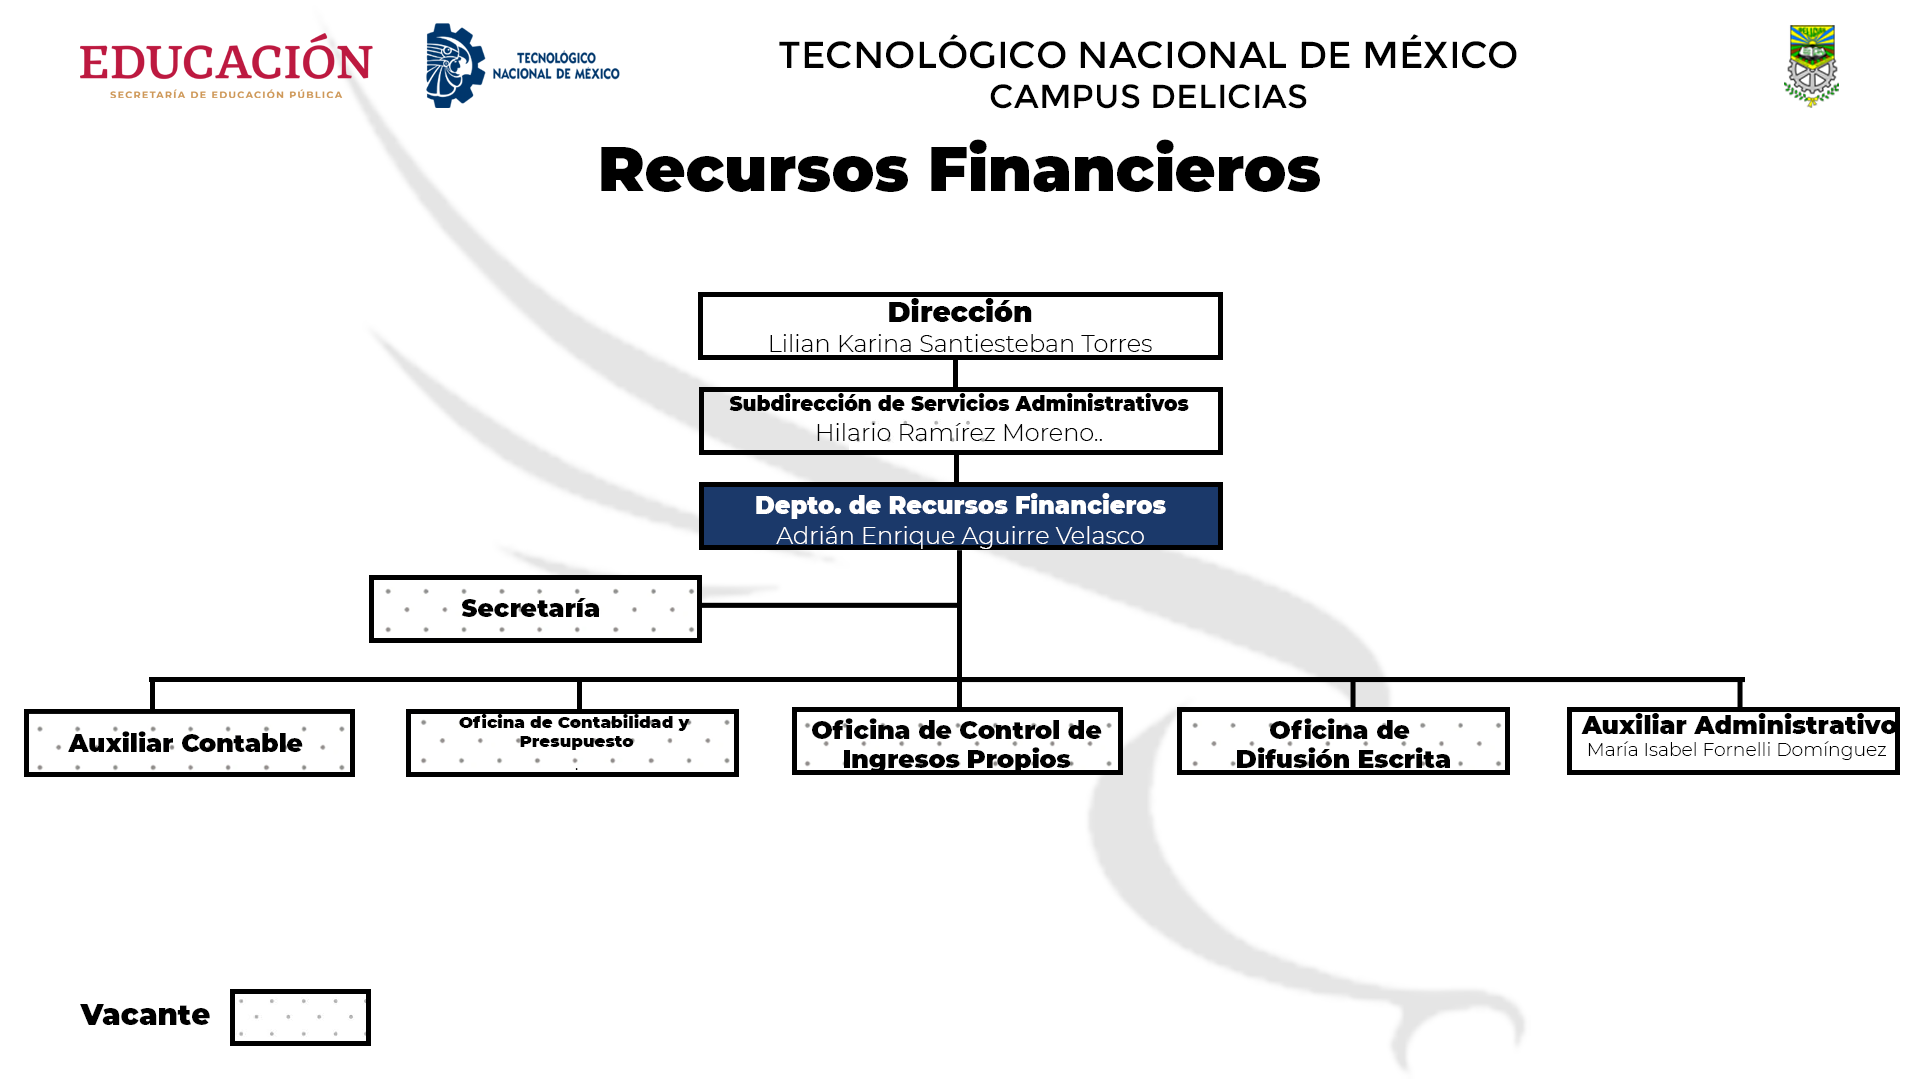 EDUCACIÓN
SECRETARÍA DE EDUCACIÓN PÚBLICA
TECNOLÓGICO
NACIONAL DE MÉXICO
TECNOLÓGICO NACIONAL DE MÉXICO
CAMPUS DELICIAS
Recursos Financieros
Dirección
Lilian Karina Santiesteban Torres
Subdirección de Servicios Administrativos
Hilario Ramírez Moreno..
Depto. de Recursos Financieros
Adrián Enrique Aguirre Velasco
Secretaría
Auxiliar Contable
Oficina de Contabilidad y
Presupuesto
.
Oficina de Control de
Ingresos Propios
Oficina de
Difusión Escrita
Auxiliar Administrativo
María Isabel Fornelli Domínguez
Vacante